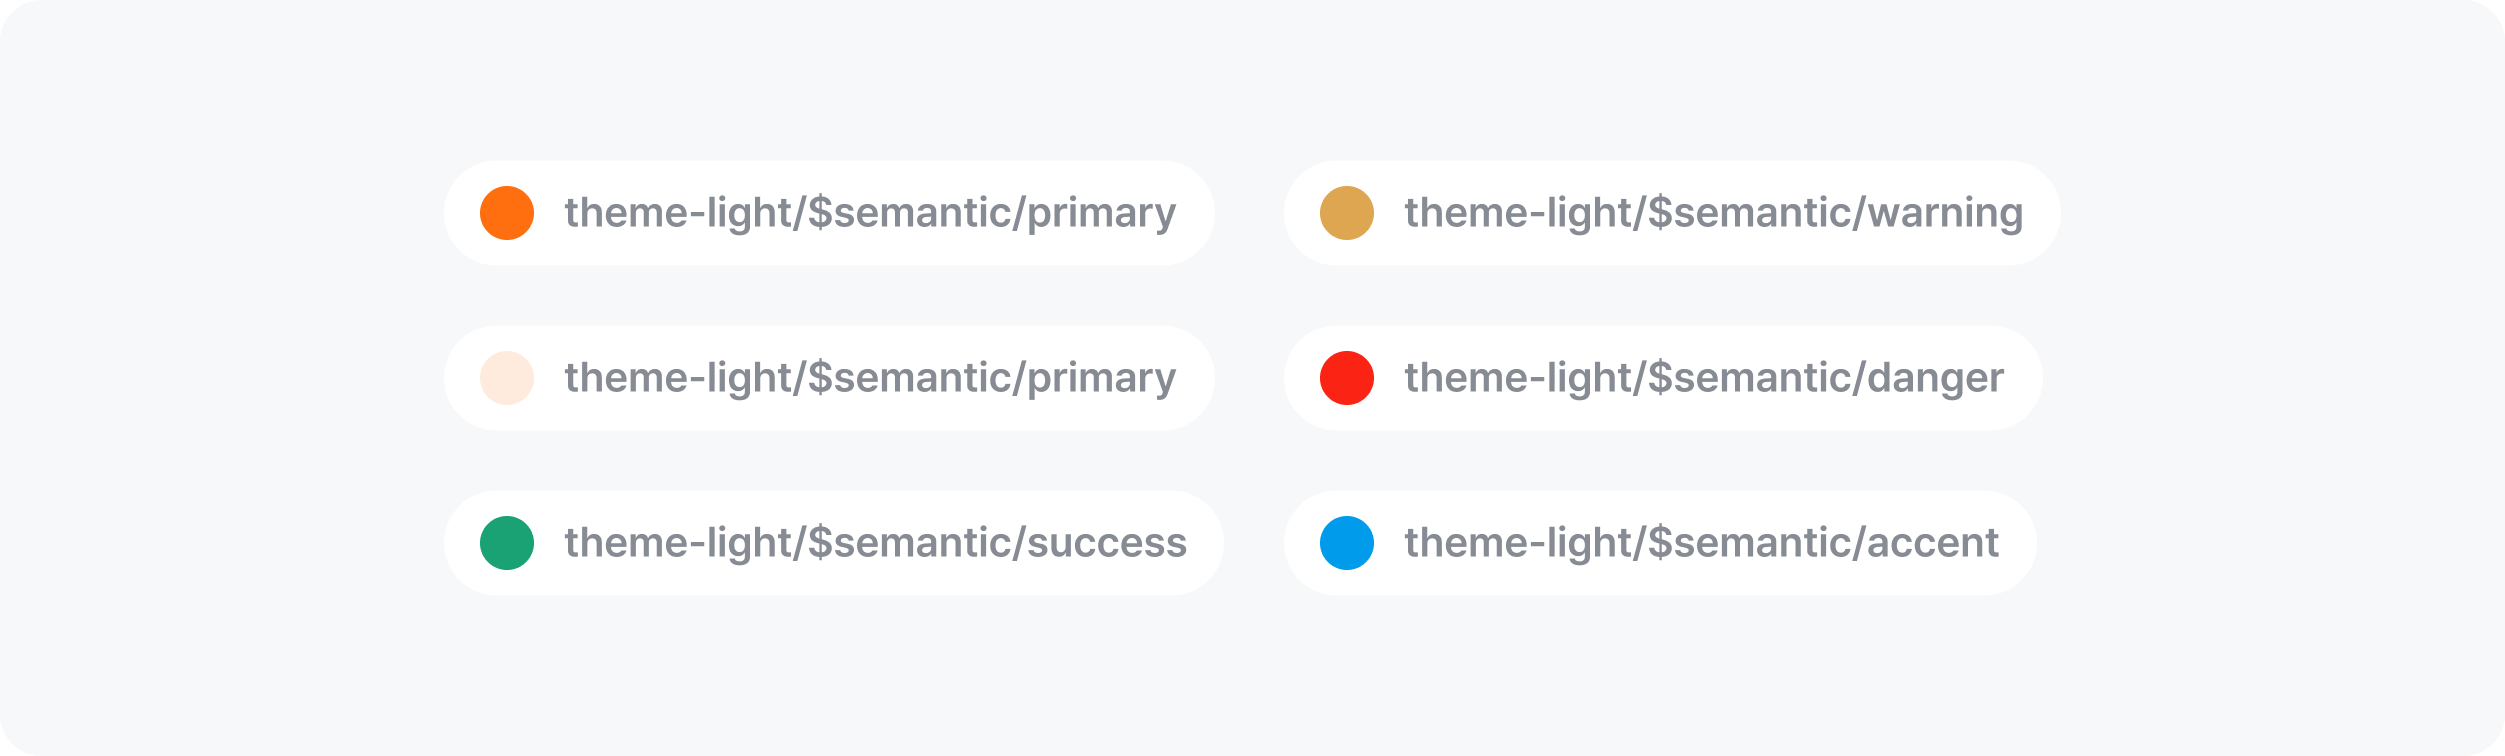 theme-light/$semantic/primary
theme-light/$semantic/warning
theme-light/$semantic/primary
theme-light/$semantic/danger
theme-light/$semantic/success
theme-light/$semantic/accent